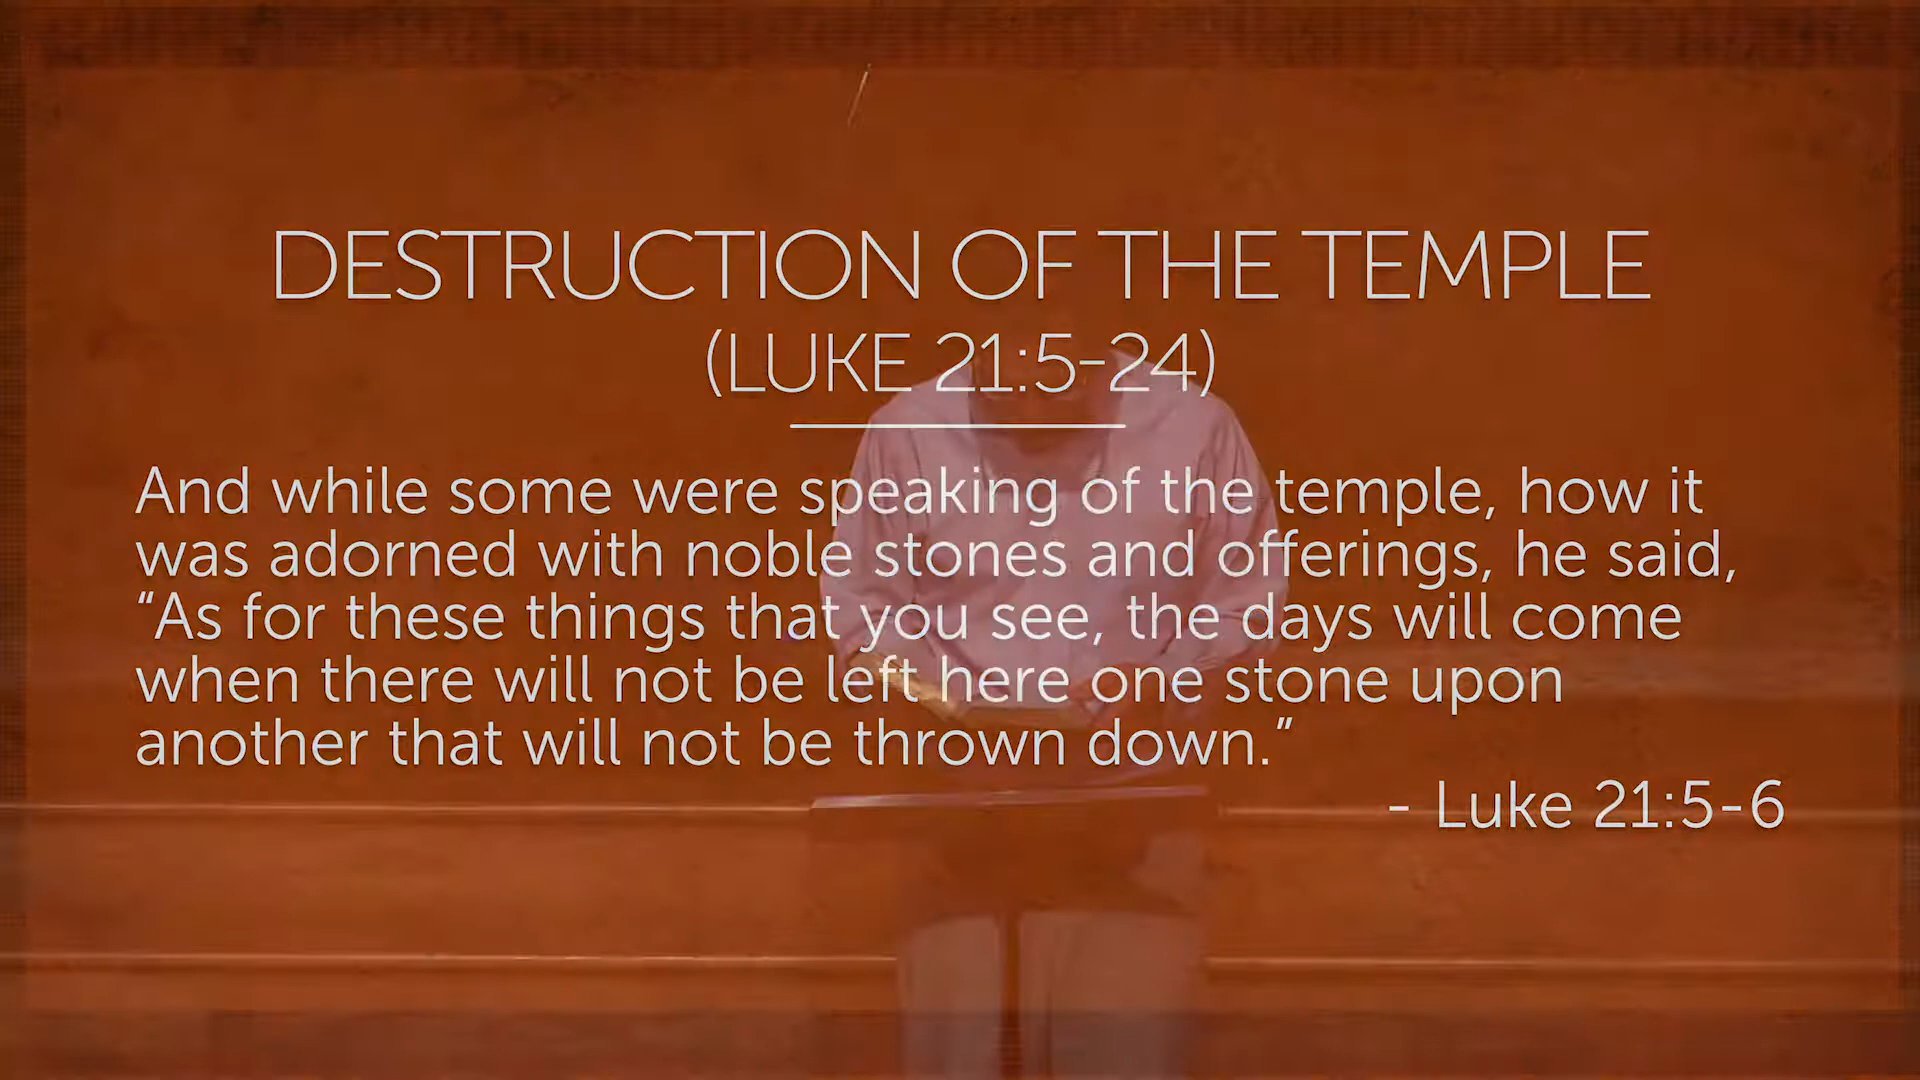 DESTRUCTION OF THE TEMPLE
(LUKE 21:5-24)
And while some were speaking of the temple, how it
was adorned with noble stones and offerings, he said,
“As for these things that you see, the days will come
when there will not be left here one stone upon
another that will not be thrown down.”
- Luke 21:5-6